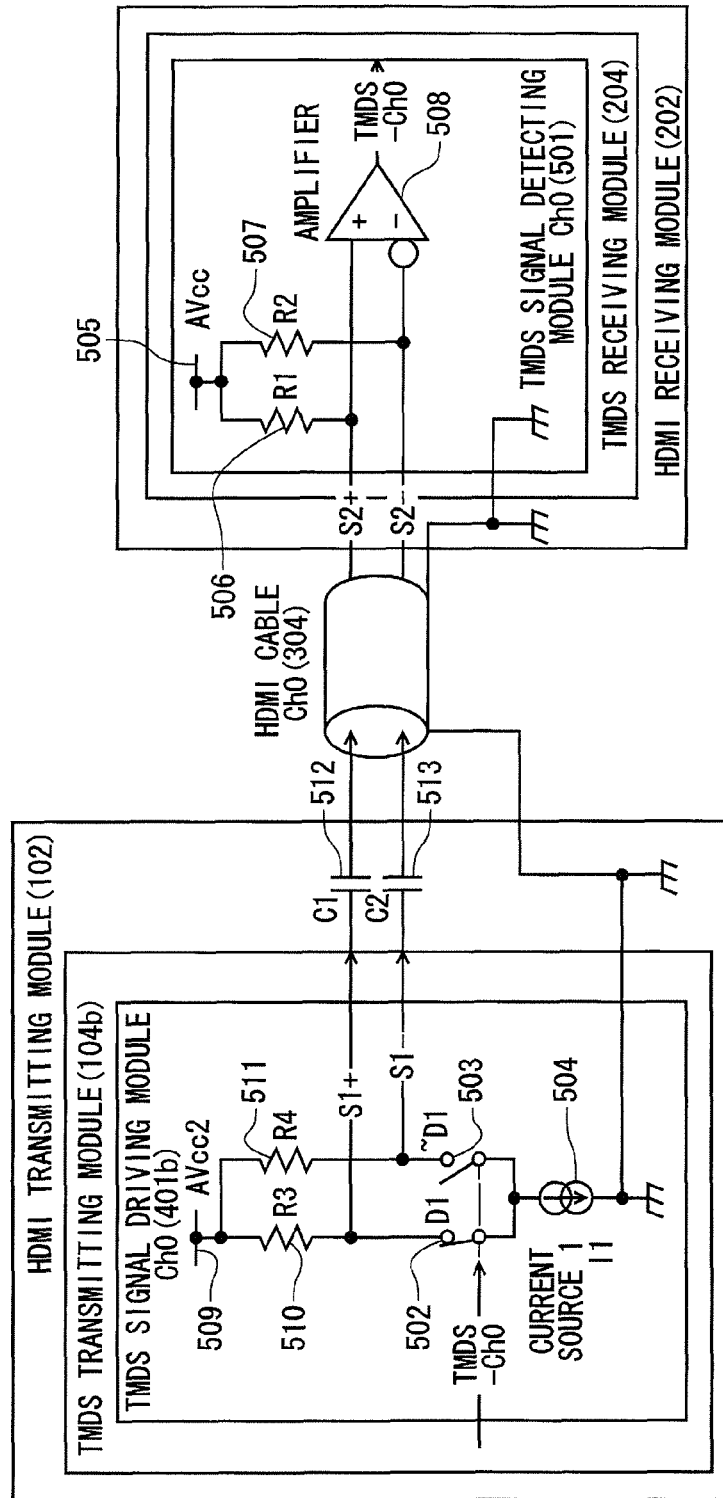 HDMI TRANSMITTING MODULE(102)
TMDS TRANSMITTING MODULE(104b)
TMDS SIGNAL DRIVING MODULE
Ch0(401b)
AVcc2
509
510
R3
R4
511
S1+
S1-
502
D1
~D1
503
TMDS
-Ch0
CURRENT
SOURCE 1
I1
504
C1
512
C2
513
HDMI CABLE
Ch0(304)
S2+
S2-
505
AVcc
506
R1
R2
507
AMPLIFIER
+
-
TMDS
-Ch0
508
TMDS SIGNAL DETECTING
MODULE Ch0(501)
TMDS RECEIVING MODULE(204)
HDMI RECEIVING MODULE(202)